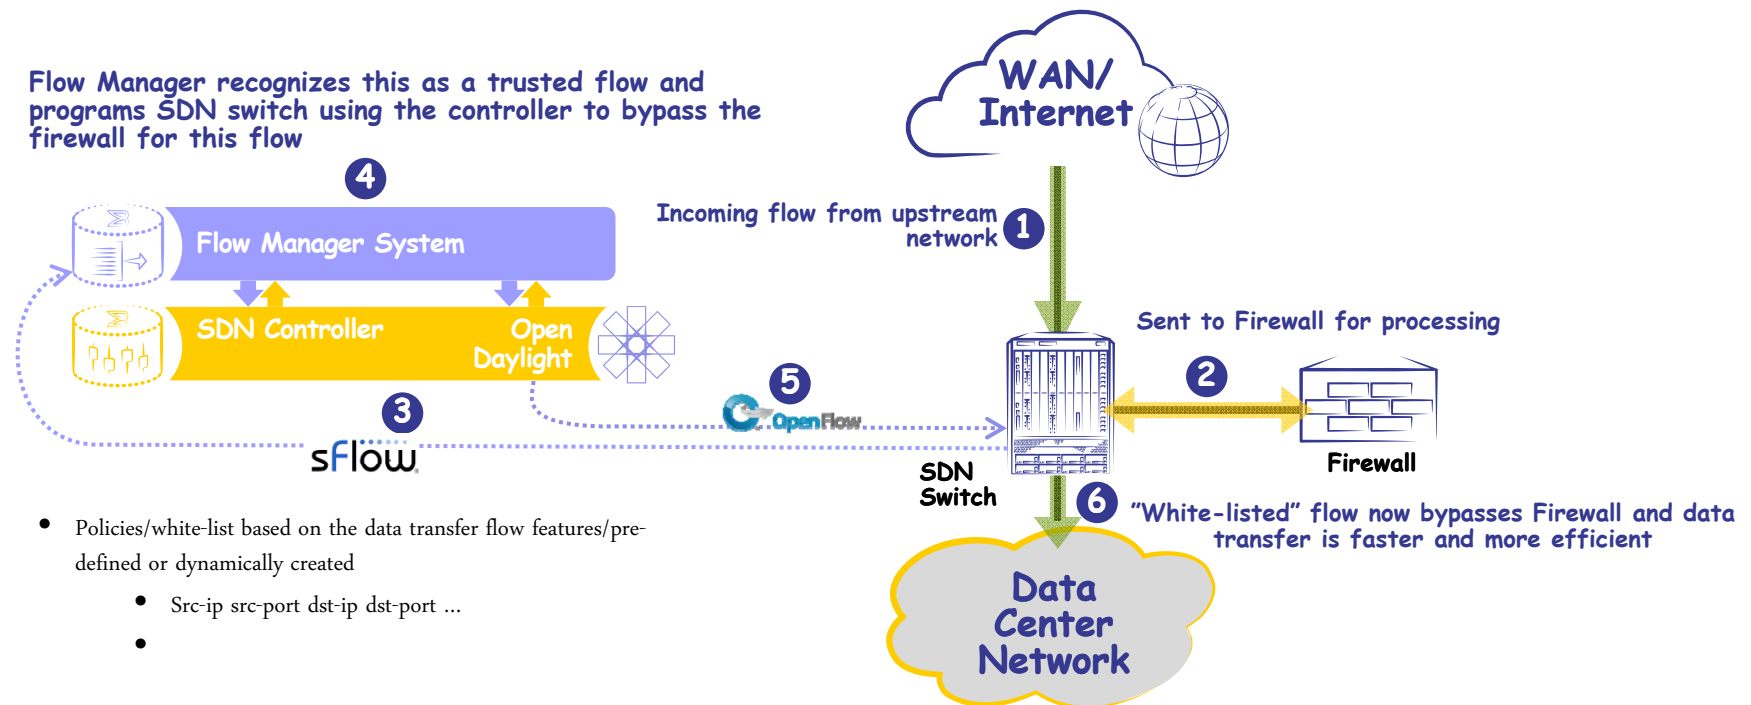 WAN/
Internet
Flow Manager recognizes this as a trusted flow and
programs SDN switch using the controller to bypass the
firewall for this flow
4
Flow Manager System
Incoming flow from upstream
network
1
SDN Controller
Open
Daylight
Sent to Firewall for processing
2
3
5
OpenFlow
sFlow
SDN
Switch
Firewall
6
"White-listed" flow now bypasses Firewall and data
transfer is faster and more efficient
• Policies/white-list based on the data transfer flow features/pre-
defined or dynamically created
• Src-ip src-port dst-ip dst-port ...
•
Data
Center
Network